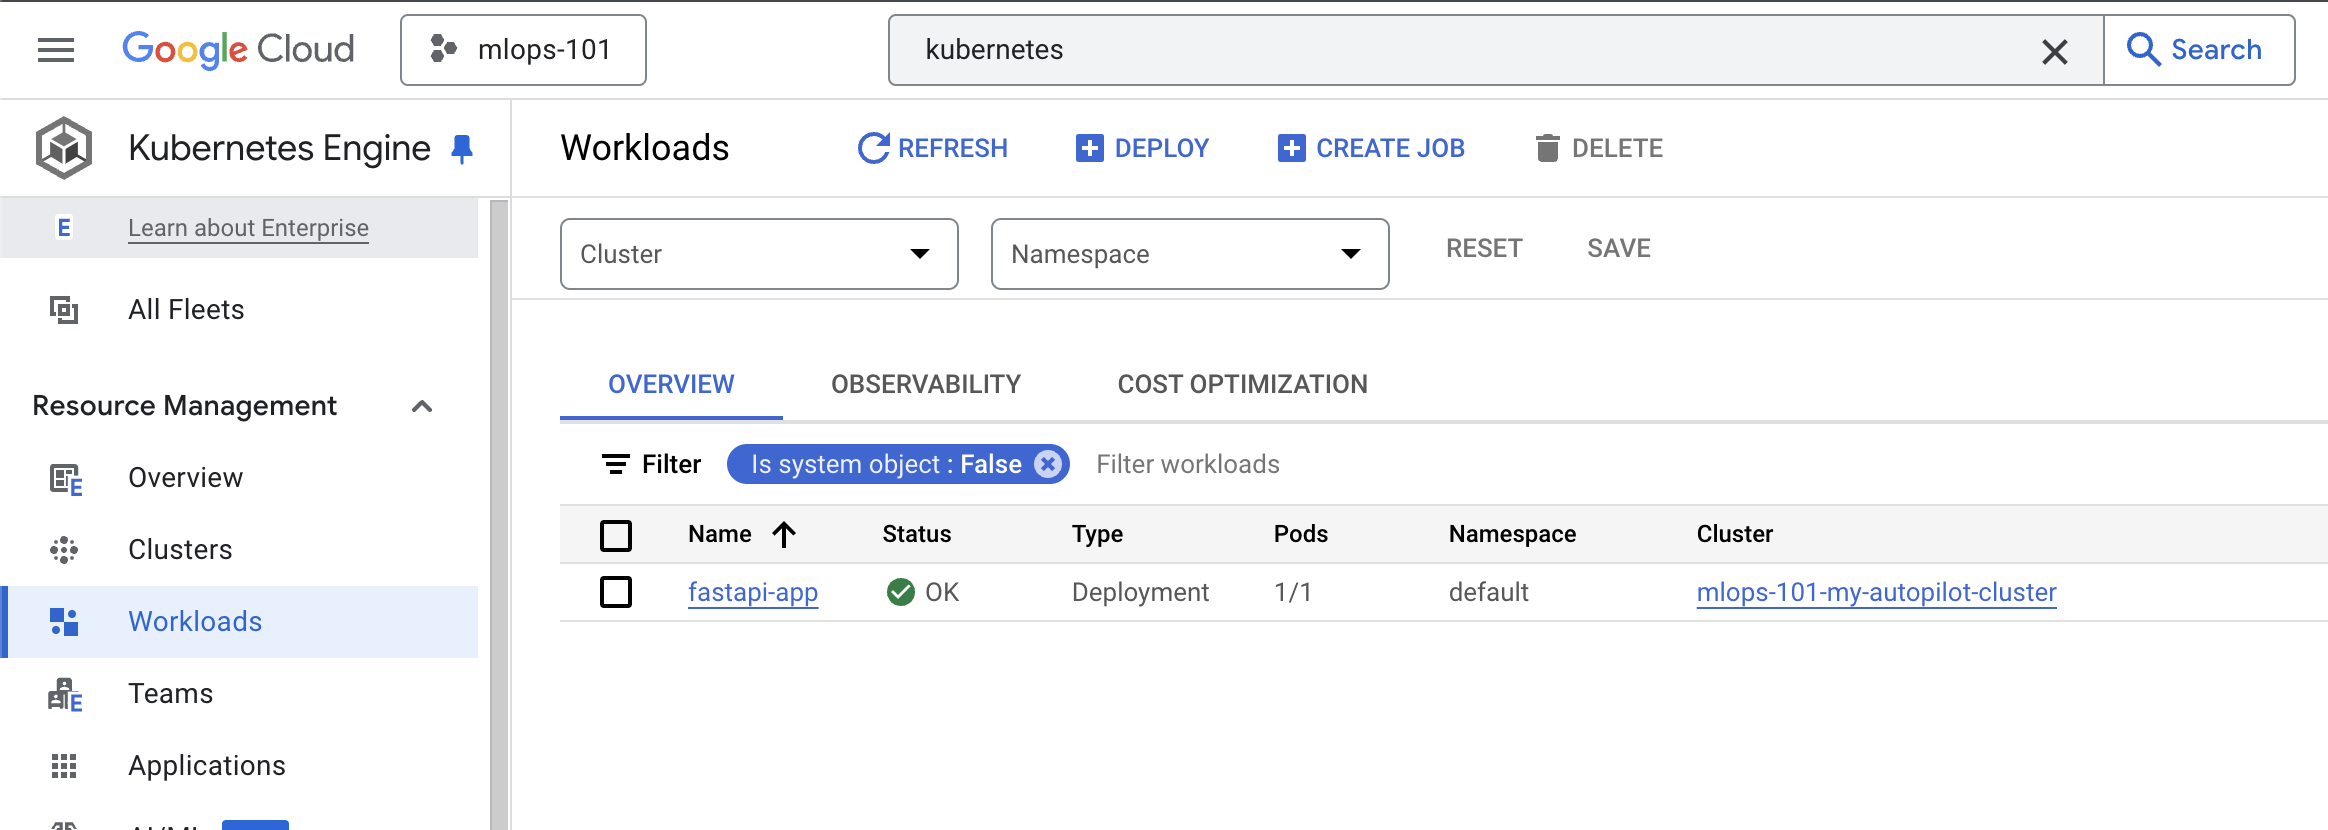 Google Cloud
mlops-101
kubernetes
Search
Kubernetes Engine
Workloads
REFRESH
DEPLOY
CREATE JOB
DELETE
E Learn about Enterprise
All Fleets
Resource Management
Overview
Clusters
Workloads
Teams
Applications
Cluster
Namespace
RESET
SAVE
OVERVIEW
OBSERVABILITY
COST OPTIMIZATION
Filter
Is system object : False
Filter workloads
Name Status Type Pods Namespace Cluster
fastapi-app OK Deployment 1/1 default mlops-101-my-autopilot-cluster